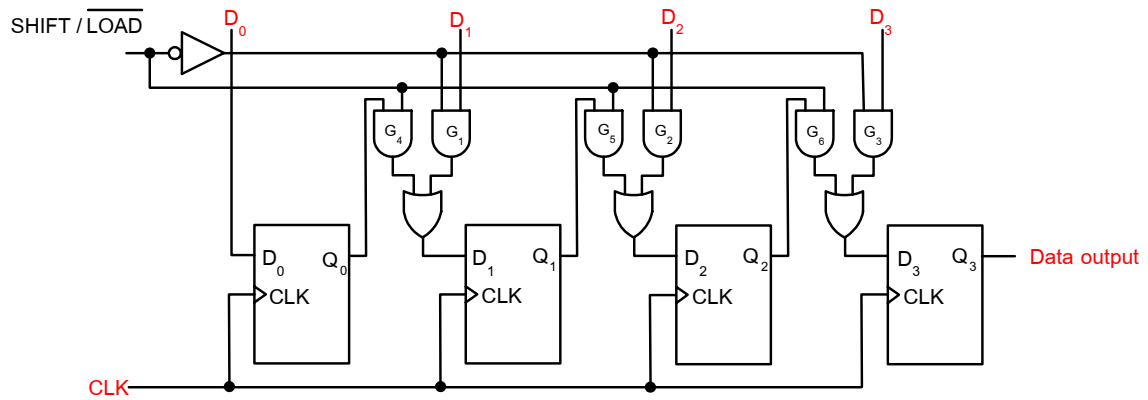 SHIFT / LOAD
D0
D1
D2
D3
G4
G1
G5
G2
G6
G3
D0
Q0
CLK
D1
Q1
CLK
D2
Q2
CLK
D3
Q3
CLK
Data output
CLK